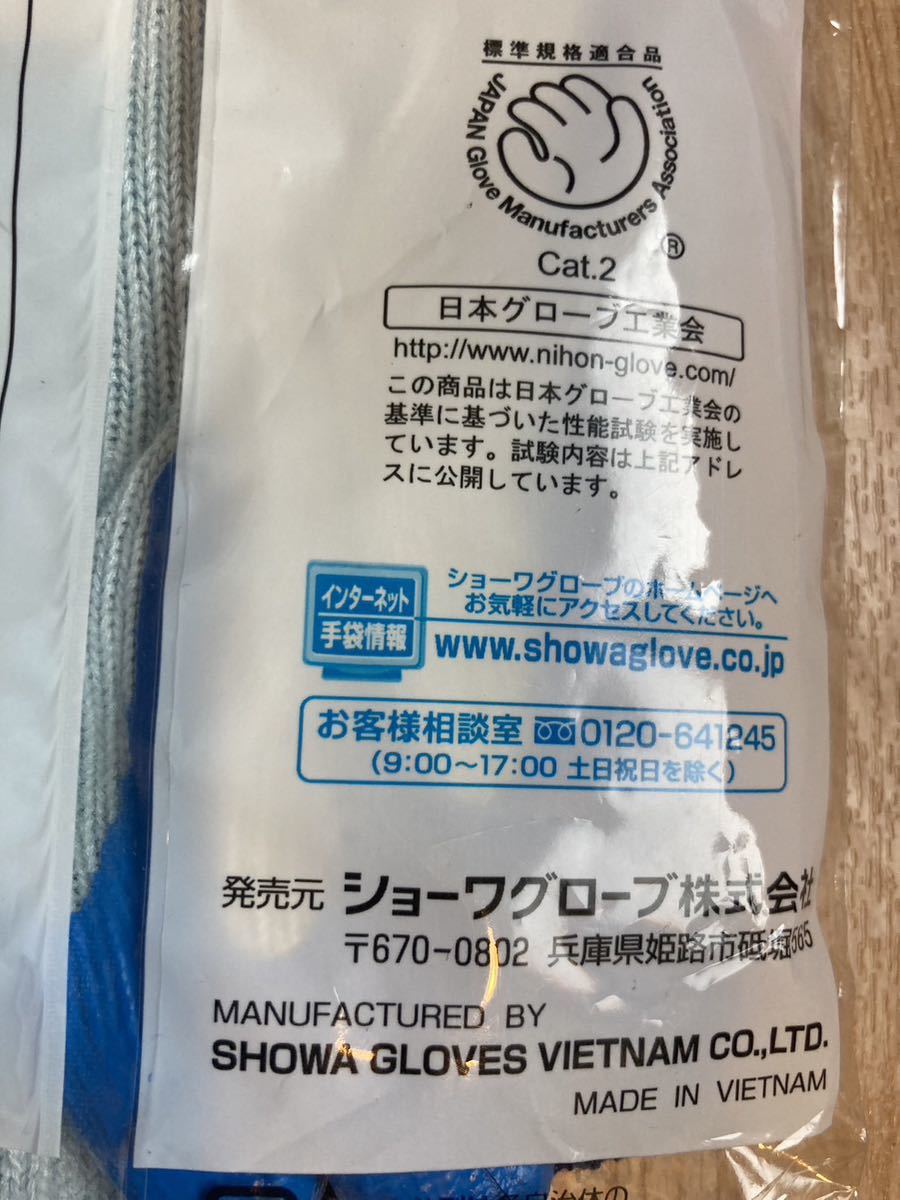 標準規格適合品
JAPAN Glove Manufacturers Association
®
Cat.2
日本グローブ工業会
http://www.nihon-glove.com/
この商品は日本グローブ工業会の
基準に基づいた性能試験を実施し
ています。試験内容は上記アドレ
スに公開しています。
インターネット
手袋情報
ショーワグローブのホームページへ
お気軽にアクセスしてください。
www.showaglove.co.jp
お客様相談室 0120-641245
(9:00〜17:00 土日祝日を除く)
発売元 ショーワグローブ株式会社
〒670-0802 兵庫県姫路市砥堀565
MANUFACTURED BY
SHOWA GLOVES VIETNAM CO.,LTD.
MADE IN VIETNAM